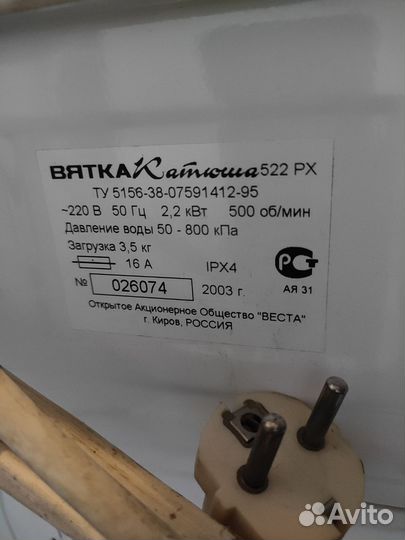 ВЯТКА Катюша 522 РХ
ТУ 5156-38-07591412-95
~220 В 50 Гц 2,2 кВт 500 об/мин
Давление воды 50 - 800 кПа
Загрузка 3,5 кг
16 А IPX4
АЯ 31
№ 026074 2003 г.
Открытое Акционерное Общество "ВЕСТА"
г. Киров, РОССИЯ
Avito